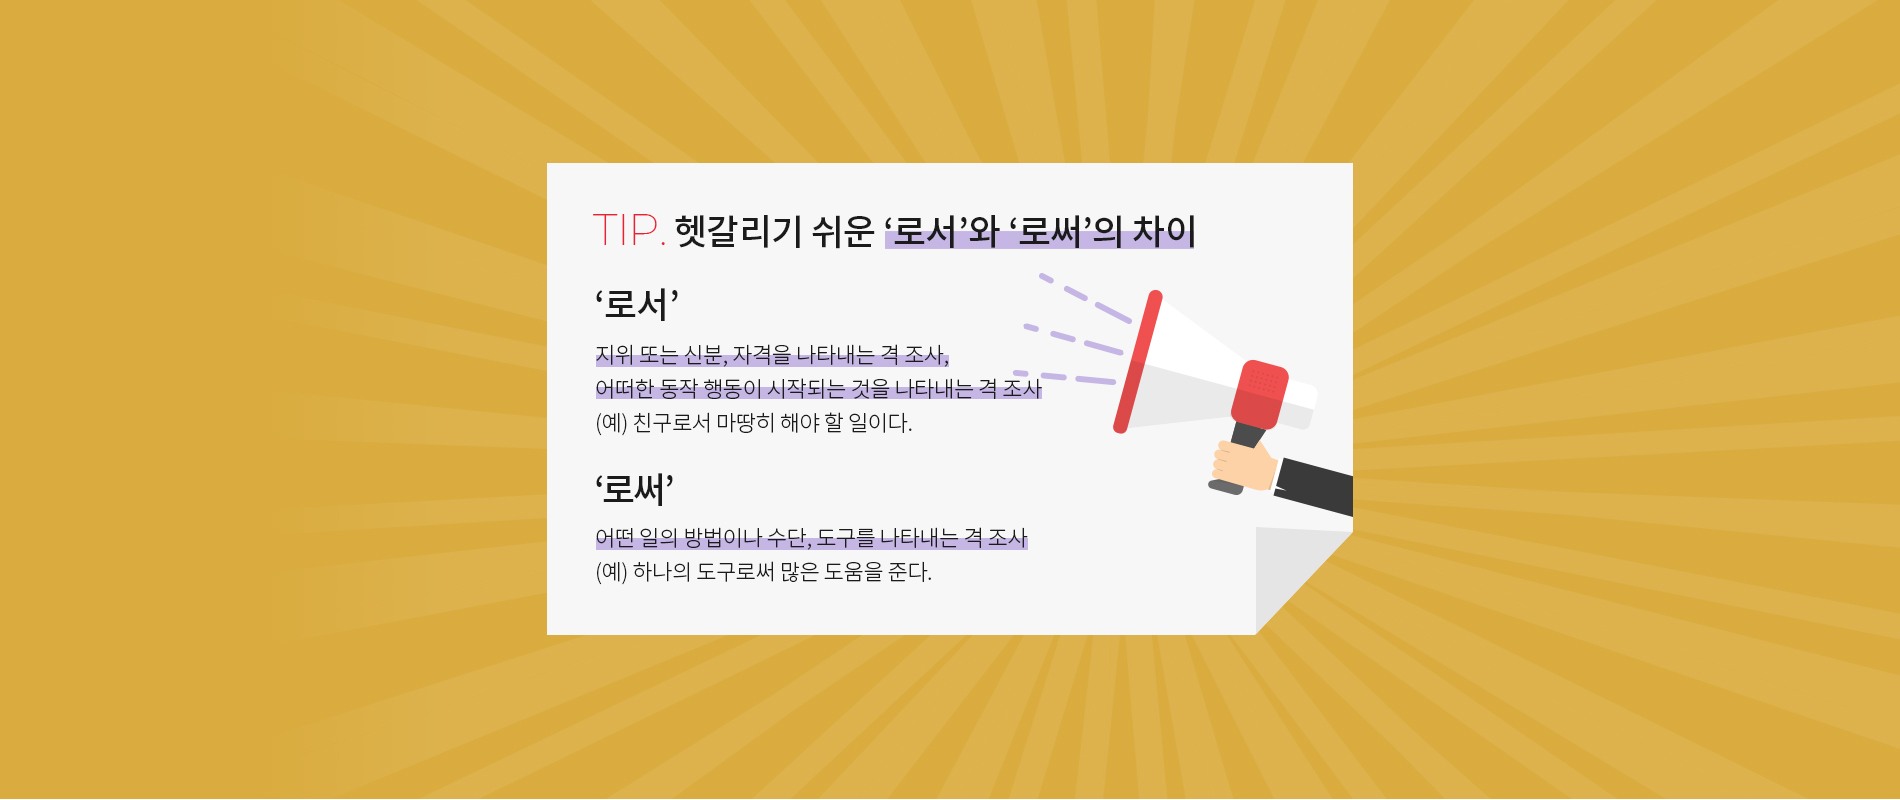 TIP. 헷갈리기 쉬운 ‘로서’와 ‘로써’의 차이
‘로서’
지위 또는 신분, 자격을 나타내는 격 조사,
어떠한 동작 행동이 시작되는 것을 나타내는 격 조사
(예) 친구로서 마땅히 해야 할 일이다.
‘로써’
어떤 일의 방법이나 수단, 도구를 나타내는 격 조사
(예) 하나의 도구로써 많은 도움을 준다.